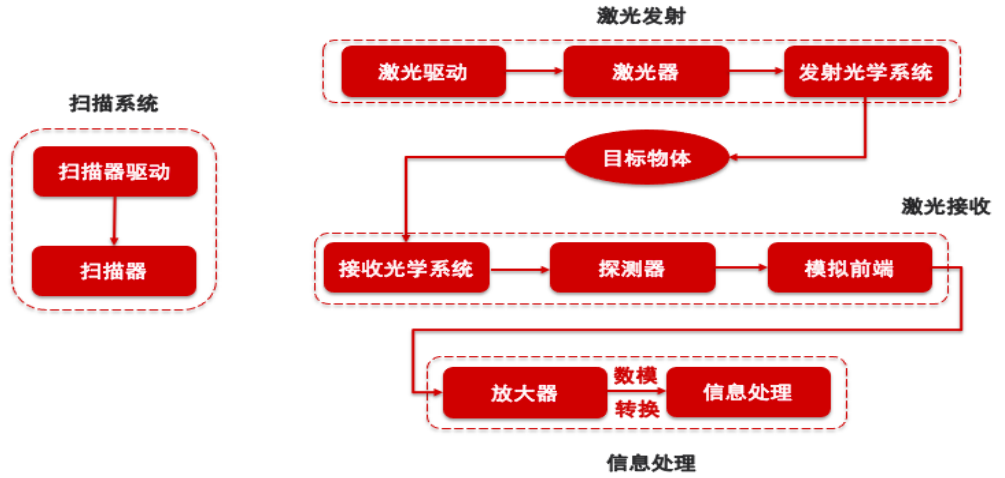 激光发射
激光驱动
激光器
发射光学系统
扫描系统
扫描器驱动
扫描器
目标物体
激光接收
接收光学系统
探测器
模拟前端
放大器
数模
转换
信息处理
信息处理